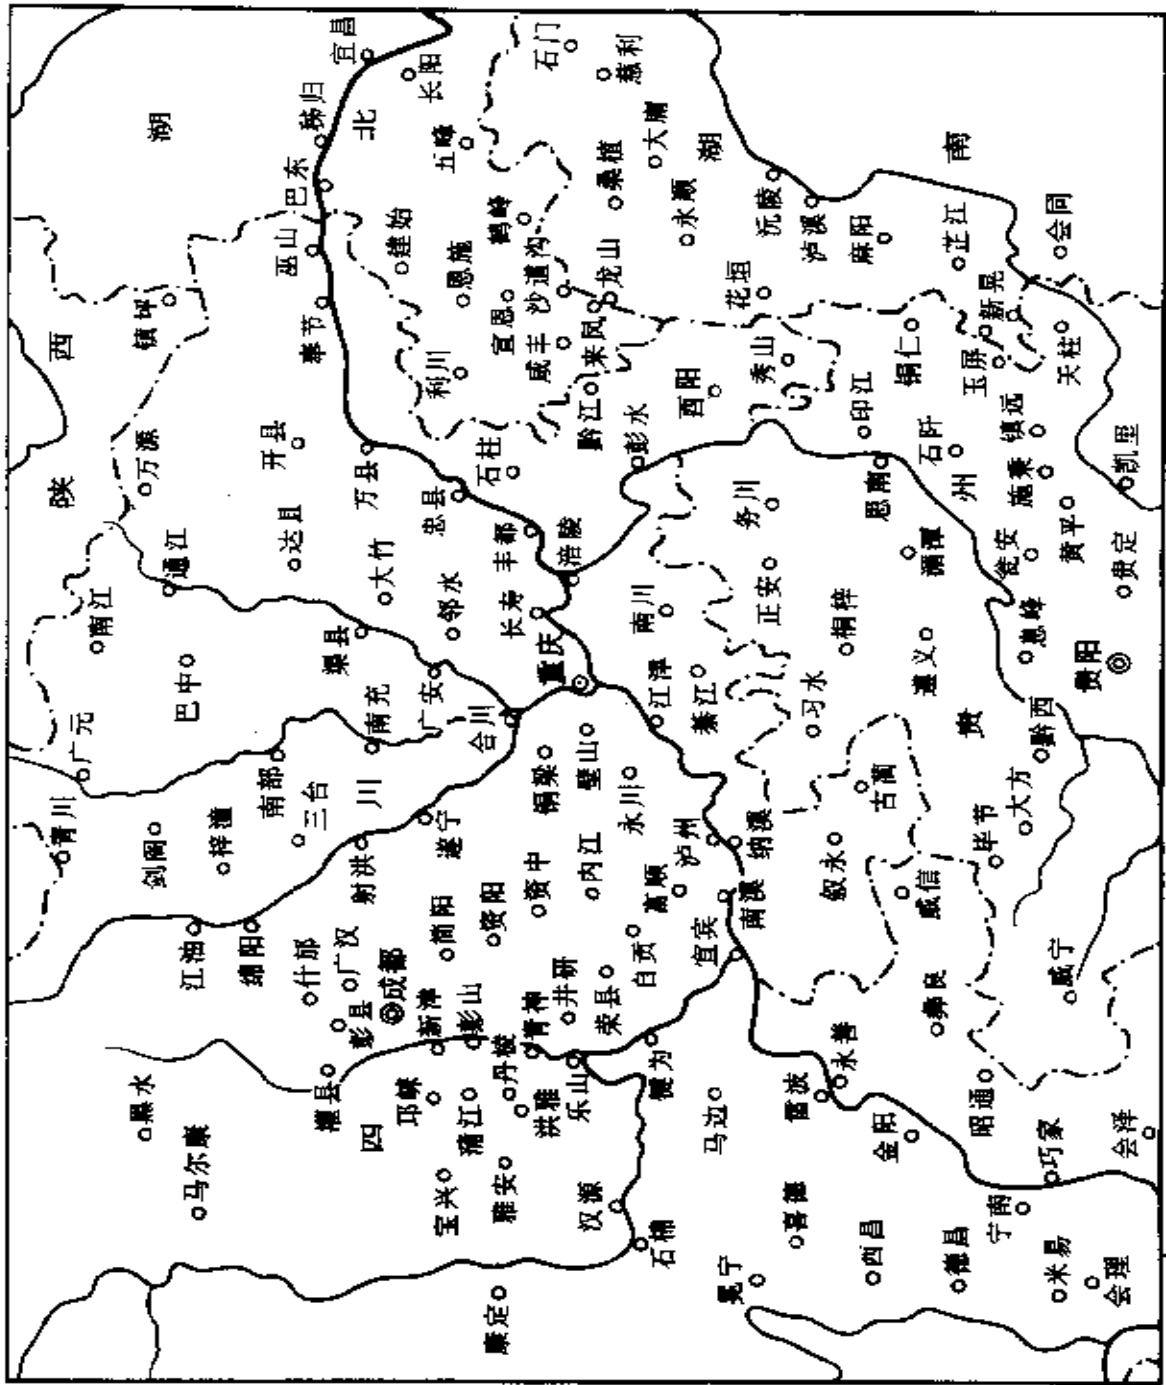 湖
北
湖
南
陕
西
四
川
贵
州
宜昌
长阳
秭归
巴东
巫山
奉节
五峰
鹤峰
建始
恩施
宣恩
沙道沟
龙山
来凤
咸丰
利川
石门
慈利
大庸
桑植
永顺
沅陵
泸溪
麻阳
花垣
芷江
会同
新晃
玉屏
天柱
铜仁
秀山
酉阳
黔江
彭水
印江
石阡
镇远
施秉
黄平
凯里
思南
务川
瓮安
贵定
湄潭
正安
桐梓
遵义
息峰
贵阳
黔西
大方
毕节
习水
古蔺
叙永
威信
彝良
威宁
镇坪
万源
开县
万县
石柱
忠县
丰都
涪陵
达县
大竹
邻水
长寿
南川
通江
南江
巴中
渠县
广安
重庆
江津
綦江
合川
南充
南部
广元
青川
剑阁
梓潼
三台
射洪
遂宁
铜梁
璧山
永川
泸州
纳溪
南溪
宜宾
富顺
内江
资中
资阳
简阳
自贡
荣县
井研
江油
绵阳
什邡
广汉
成都
彭县
新津
彭山
青神
丹棱
洪雅
乐山
犍为
灌县
邛崃
蒲江
黑水
马尔康
宝兴
雅安
汉源
石棉
康定
马边
雷波
永善
金阳
昭通
巧家
会泽
宁南
喜德
西昌
德昌
冕宁
米易
会理